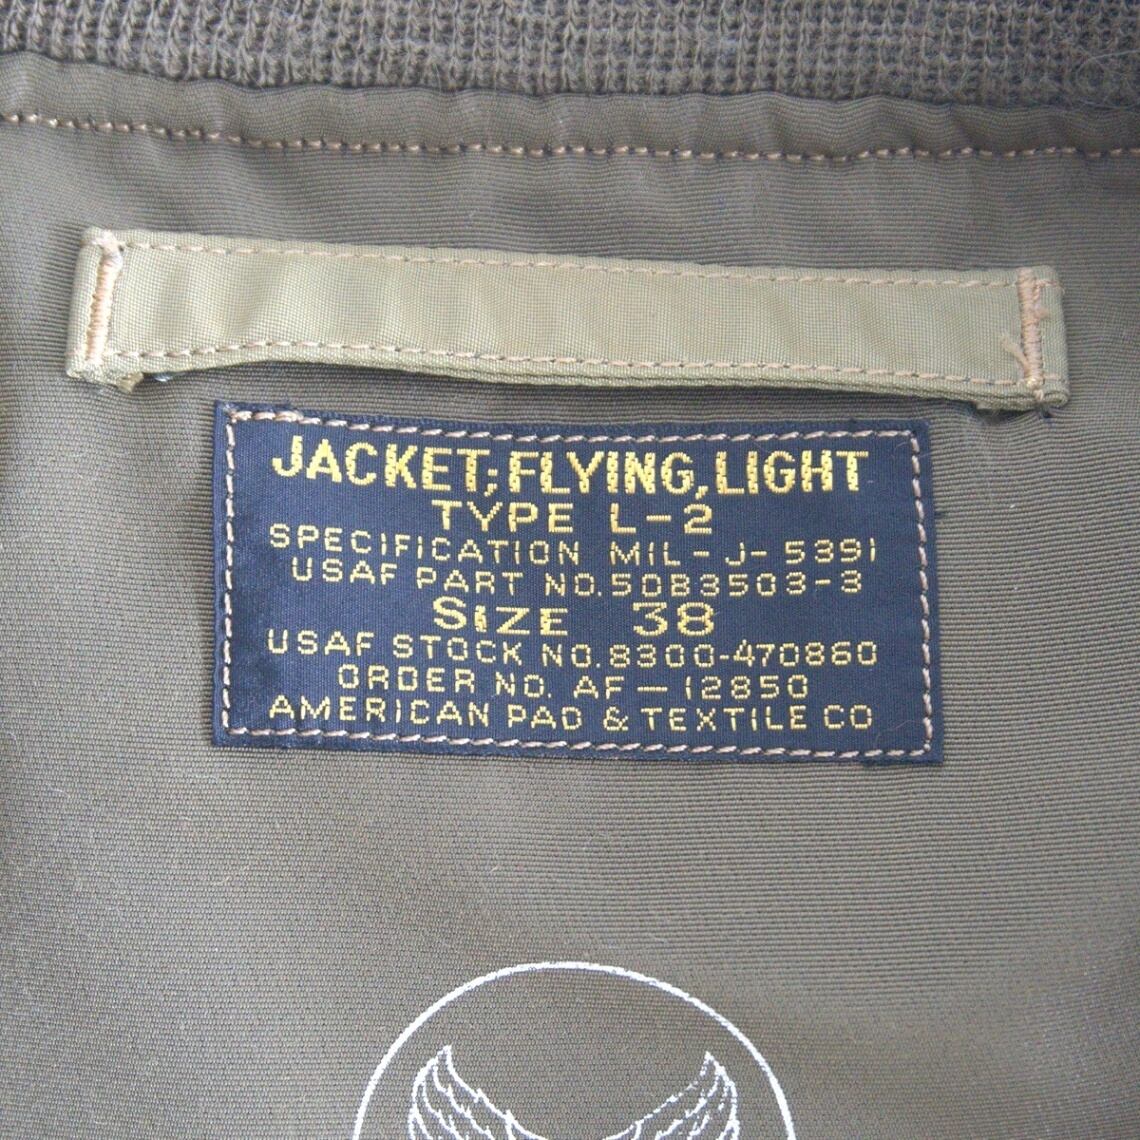 JACKET; FLYING, LIGHT
TYPE L-2
SPECIFICATION MIL-J-5391
USAF PART NO. 50B3503-3
SIZE 38
USAF STOCK NO. 8300-470860
ORDER NO. AF-12850
AMERICAN PAD & TEXTILE CO